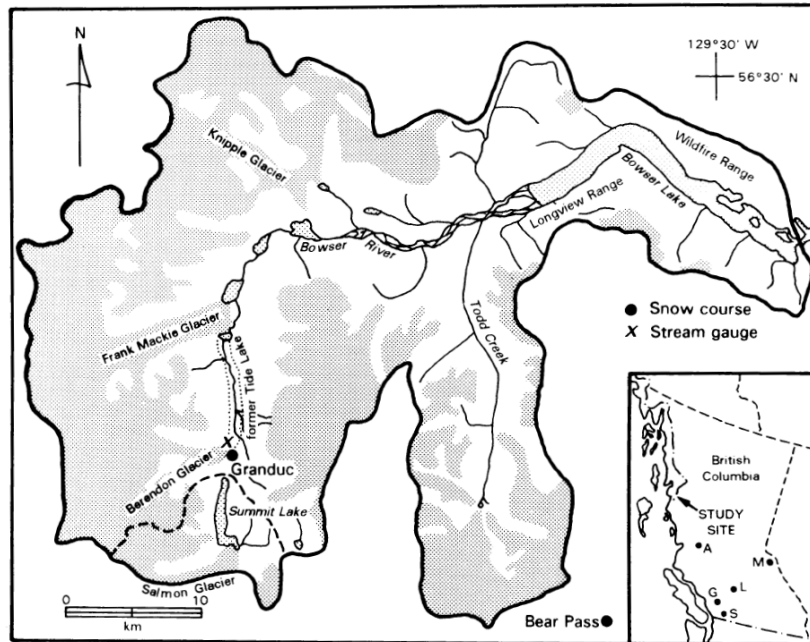 N
129°30' W
56°30' N
Knipple Glacier
Wildfire Range
Bowser Lake
Longview Range
Bowser River
Todd Creek
Frank Mackie Glacier
former Tide Lake
● Snow course
X Stream gauge
X
Berendon Glacier
Granduc
Summit Lake
Salmon Glacier
0 10
km
Bear Pass
British
Columbia
STUDY
SITE
A
M
L
G
S